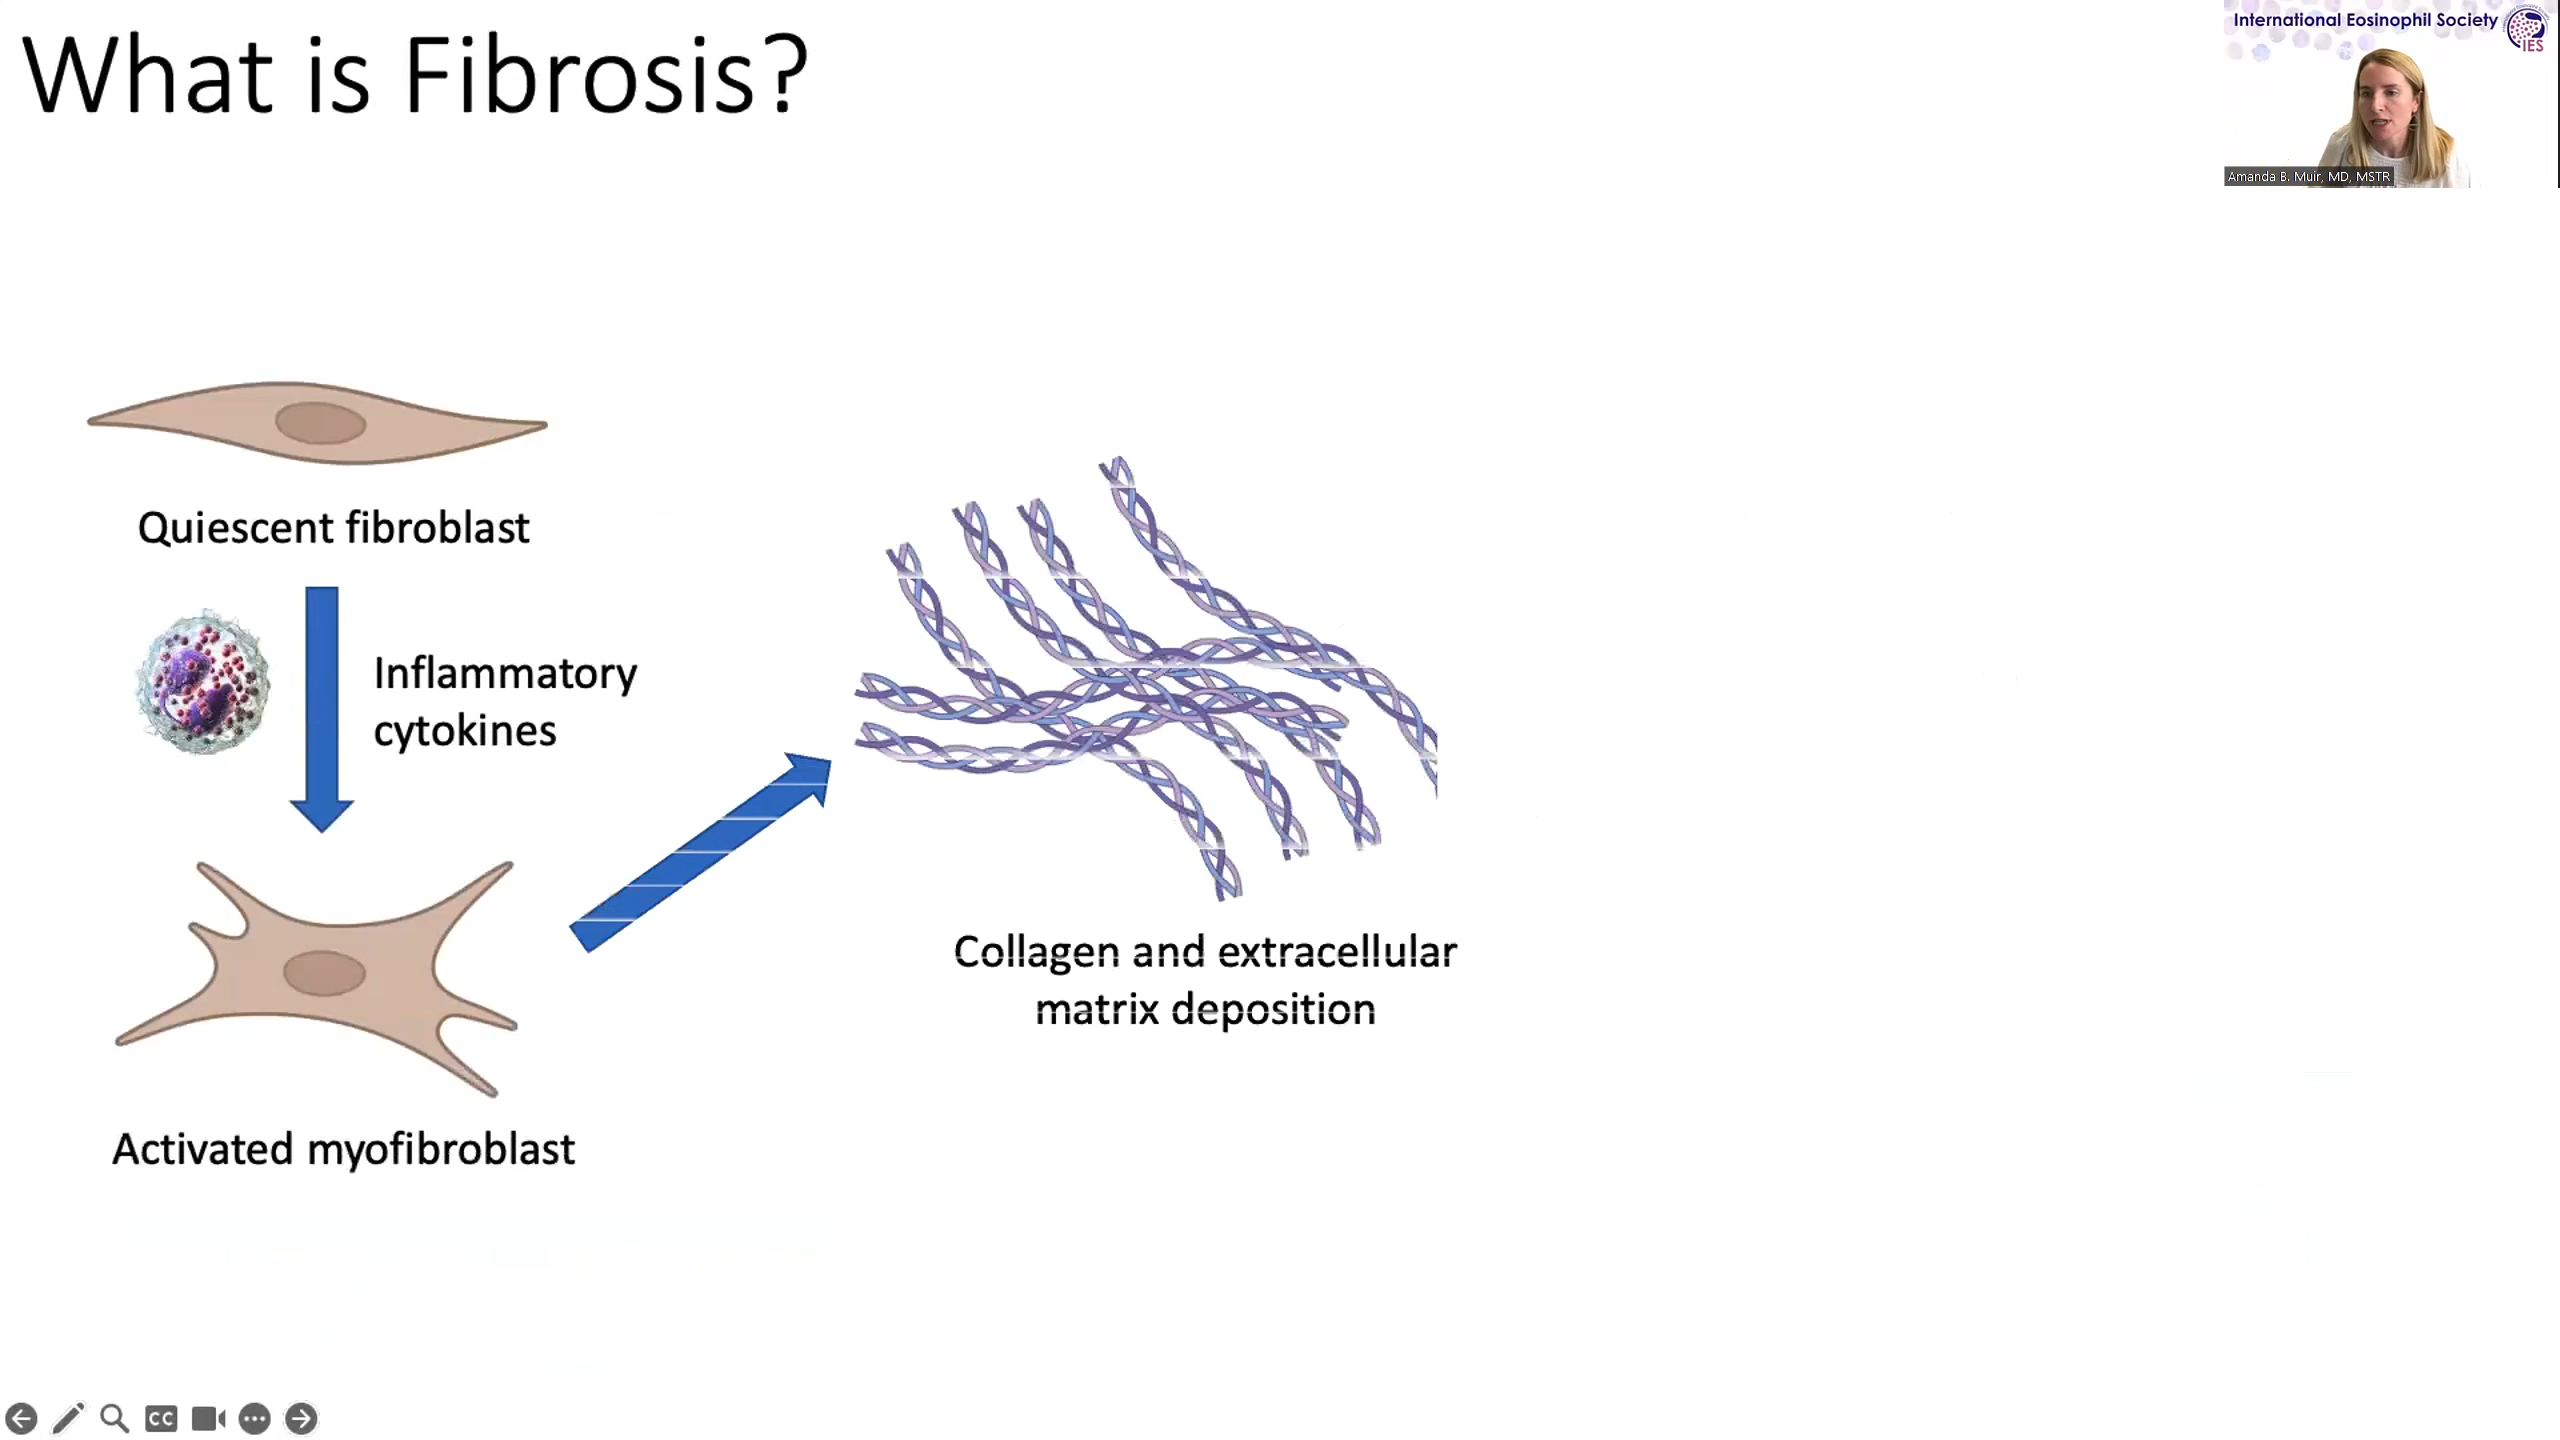 What is Fibrosis?
International Eosinophil Society
IES
Amanda B. Muir, MD, MSTR
Quiescent fibroblast
Inflammatory
cytokines
Collagen and extracellular
matrix deposition
Activated myofibroblast
CC